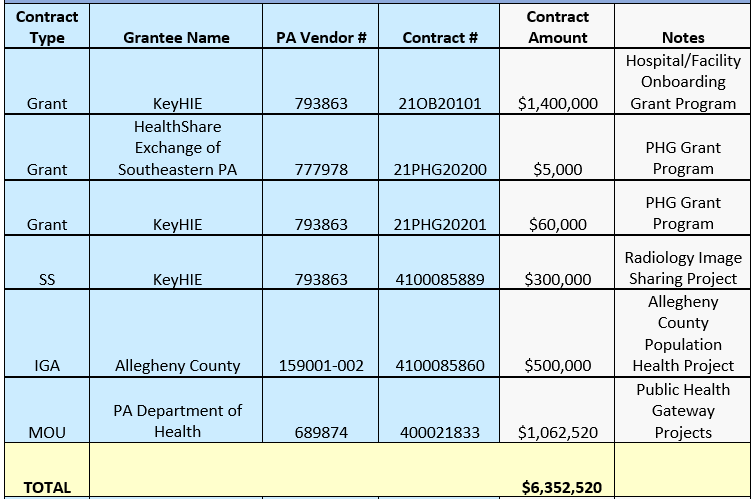 Contract Type Grantee Name PA Vendor # Contract # Contract Amount Notes
Grant KeyHIE 793863 21OB20101 $1,400,000 Hospital/Facility Onboarding Grant Program
Grant HealthShare Exchange of Southeastern PA 777978 21PHG20200 $5,000 PHG Grant Program
Grant KeyHIE 793863 21PHG20201 $60,000 PHG Grant Program
SS KeyHIE 793863 4100085889 $300,000 Radiology Image Sharing Project
IGA Allegheny County 159001-002 4100085860 $500,000 Allegheny County Population Health Project
MOU PA Department of Health 689874 400021833 $1,062,520 Public Health Gateway Projects
TOTAL $6,352,520